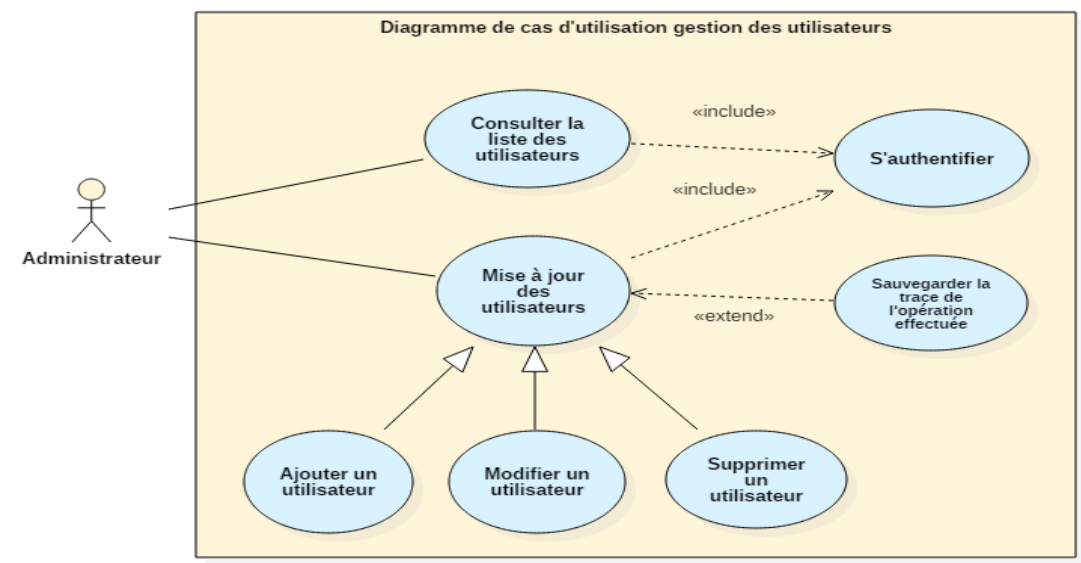 Diagramme de cas d'utilisation gestion des utilisateurs
Consulter la
liste des
utilisateurs
«include»
S'authentifier
«include»
Administrateur
Mise à jour
des
utilisateurs
Sauvegarder la
trace de
l'opération
effectuée
«extend»
Ajouter un
utilisateur
Modifier un
utilisateur
Supprimer
un
utilisateur